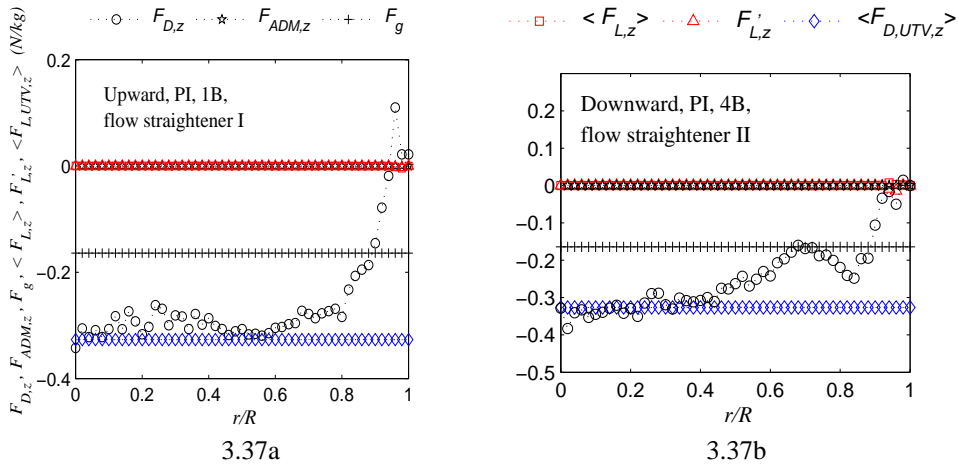 F_{D,z} F_{ADM,z} F_g < F_{L,z} > F'_{L,z} <F_{D,UTV,z} >
F_{D,z}, F_{ADM,z}, F_g, < F_{L,z} >, F'_{L,z}, <F_{L,UTV,z} > (N/kg)
Upward, PI, 1B,
flow straightener I
0.2
0
−0.2
−0.4
0 0.2 0.4 0.6 0.8 1
r/R
3.37a
Downward, PI, 4B,
flow straightener II
0.3
0.2
0.1
0
−0.1
−0.2
−0.3
−0.4
−0.5
0 0.2 0.4 0.6 0.8 1
r/R
3.37b